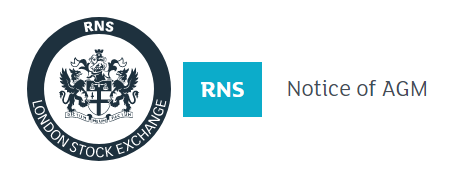 RNS
LONDON STOCK EXCHANGE
RNS
Notice of AGM